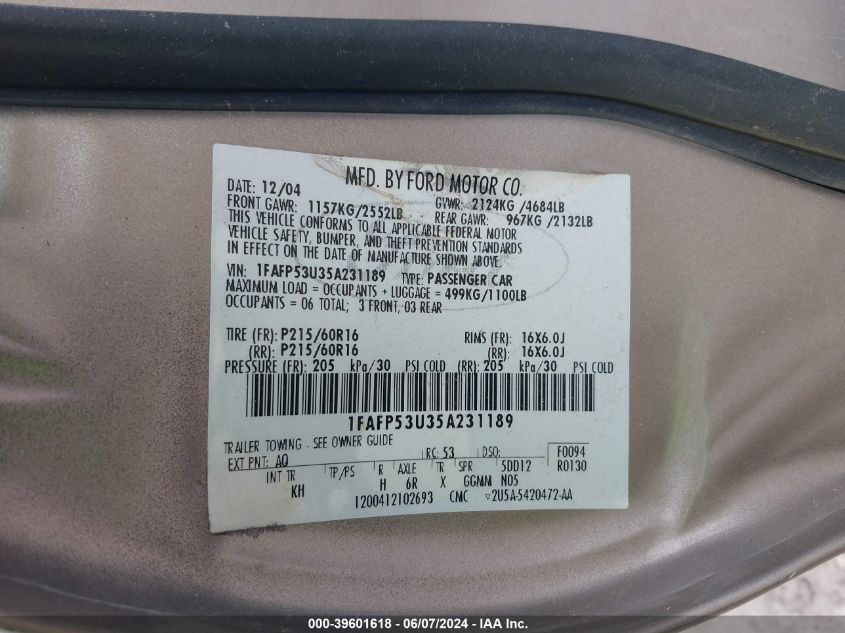 MFD. BY FORD MOTOR CO.
DATE: 12/04 GVWR: 2124KG /4684LB
FRONT GAWR: 1157KG/2552LB REAR GAWR: 967KG /2132LB
THIS VEHICLE CONFORMS TO ALL APPLICABLE FEDERAL MOTOR
VEHICLE SAFETY, BUMPER, AND THEFT PREVENTION STANDARDS
IN EFFECT ON THE DATE OF MANUFACTURE SHOWN ABOVE.
VIN: 1FAFP53U35A231189 TYPE: PASSENGER CAR
MAXIMUM LOAD = OCCUPANTS + LUGGAGE = 499KG/1100LB
OCCUPANTS = 06 TOTAL; 3 FRONT, 03 REAR
TIRE (FR): P215/60R16 RIMS (FR): 16X6.0J
(RR): P215/60R16 (RR): 16X6.0J
PRESSURE (FR): 205 kPa/30 PSI COLD (RR): 205 kPa/30 PSI COLD
1FAFP53U35A231189
TRAILER TOWING - SEE OWNER GUIDE
EXT PNT: AQ RC: 53 DSO: F0094
INT TR TP/PS R AXLE TR SPR 5DD12 R0130
KH H 6R X GGMM N05
1200412102693 CMC ▽2U5A-5420472-AA
000-39601618 - 06/07/2024 - IAA Inc.